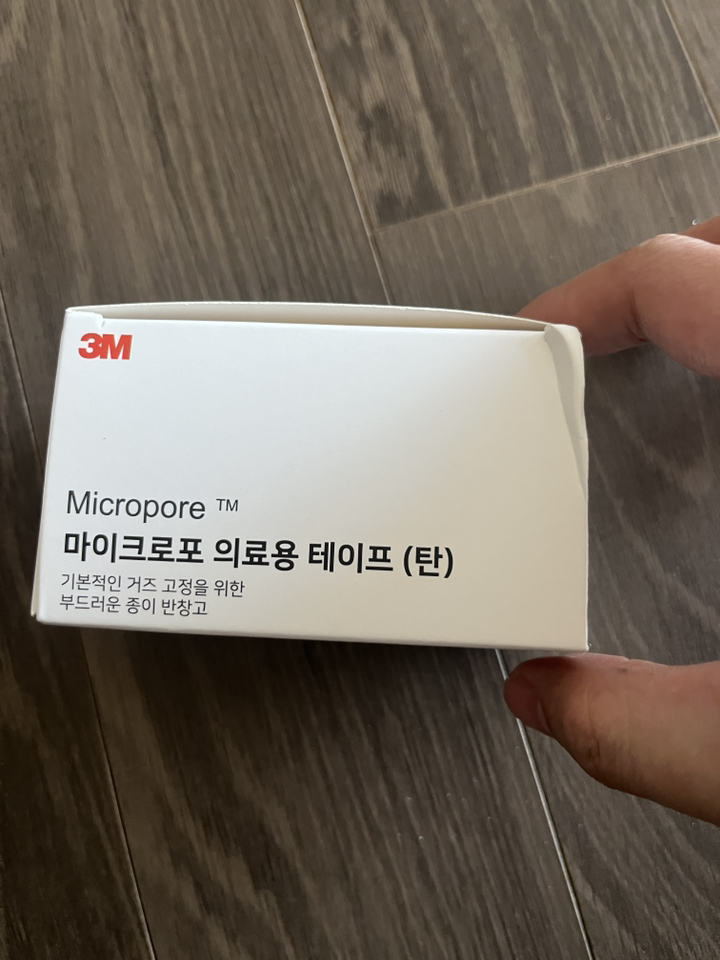 3M
Micropore ™
마이크로포 의료용 테이프 (탄)
기본적인 거즈 고정을 위한
부드러운 종이 반창고